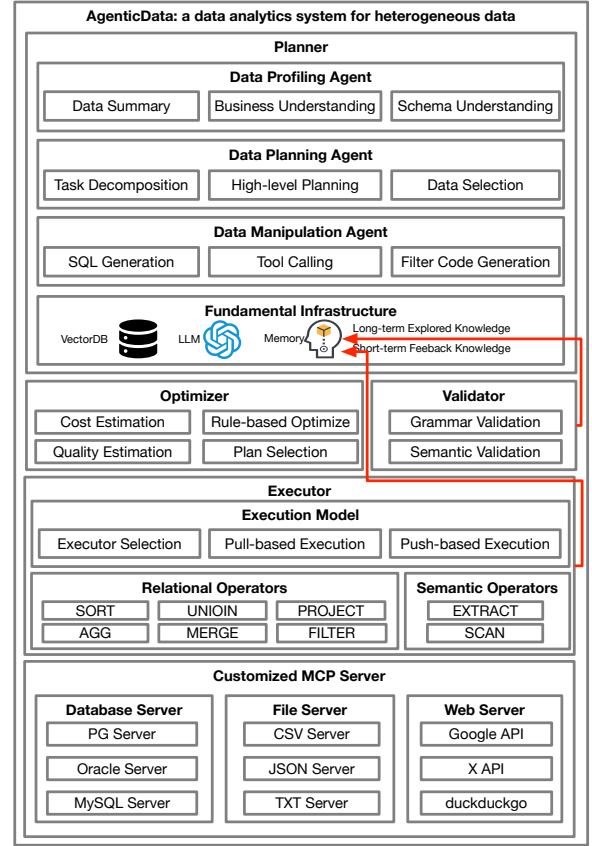 AgenticData: a data analytics system for heterogeneous data
Planner
Data Profiling Agent
Data Summary
Business Understanding
Schema Understanding
Data Planning Agent
Task Decomposition
High-level Planning
Data Selection
Data Manipulation Agent
SQL Generation
Tool Calling
Filter Code Generation
Fundamental Infrastructure
VectorDB
LLM
Memory
Long-term Explored Knowledge
Short-term Feeback Knowledge
Optimizer
Cost Estimation
Rule-based Optimize
Quality Estimation
Plan Selection
Validator
Grammar Validation
Semantic Validation
Executor
Execution Model
Executor Selection
Pull-based Execution
Push-based Execution
Relational Operators
SORT
UNIOIN
PROJECT
AGG
MERGE
FILTER
Semantic Operators
EXTRACT
SCAN
Customized MCP Server
Database Server
PG Server
Oracle Server
MySQL Server
File Server
CSV Server
JSON Server
TXT Server
Web Server
Google API
X API
duckduckgo